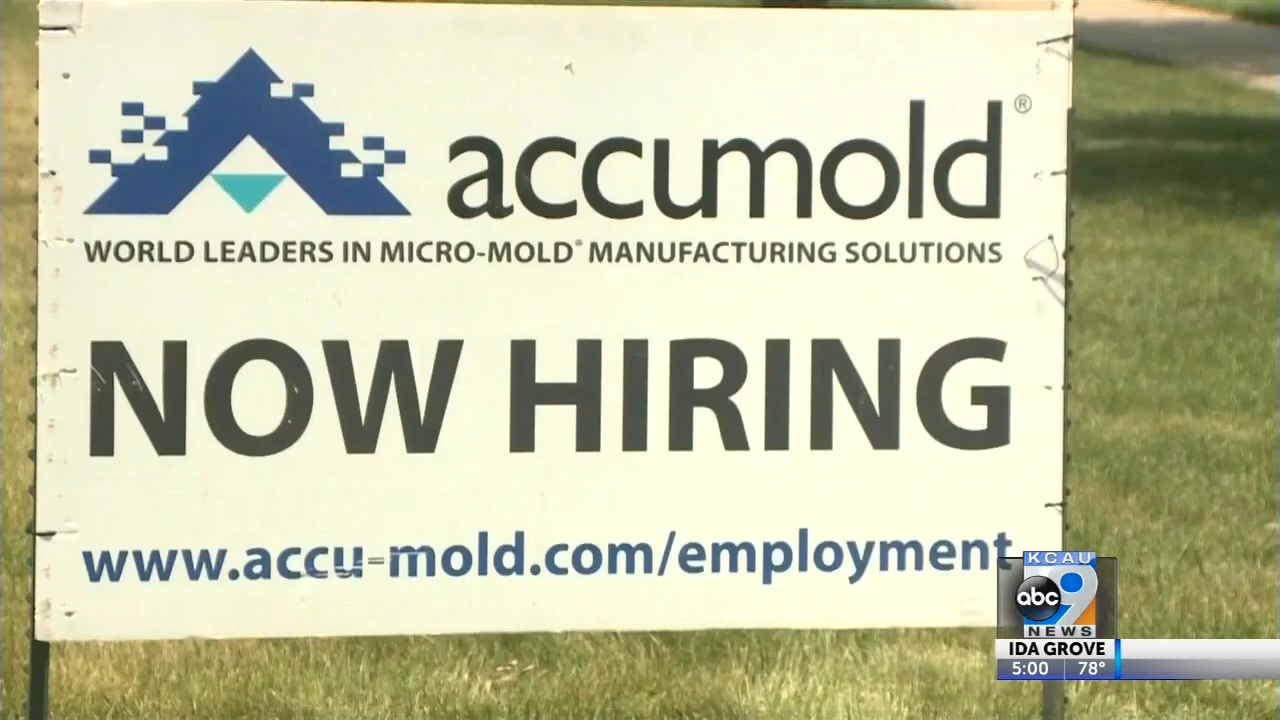 accumold®
WORLD LEADERS IN MICRO-MOLD® MANUFACTURING SOLUTIONS
NOW HIRING
www.accu-mold.com/employment
KCAU
abc 9
NEWS
IDA GROVE
5:00 78°